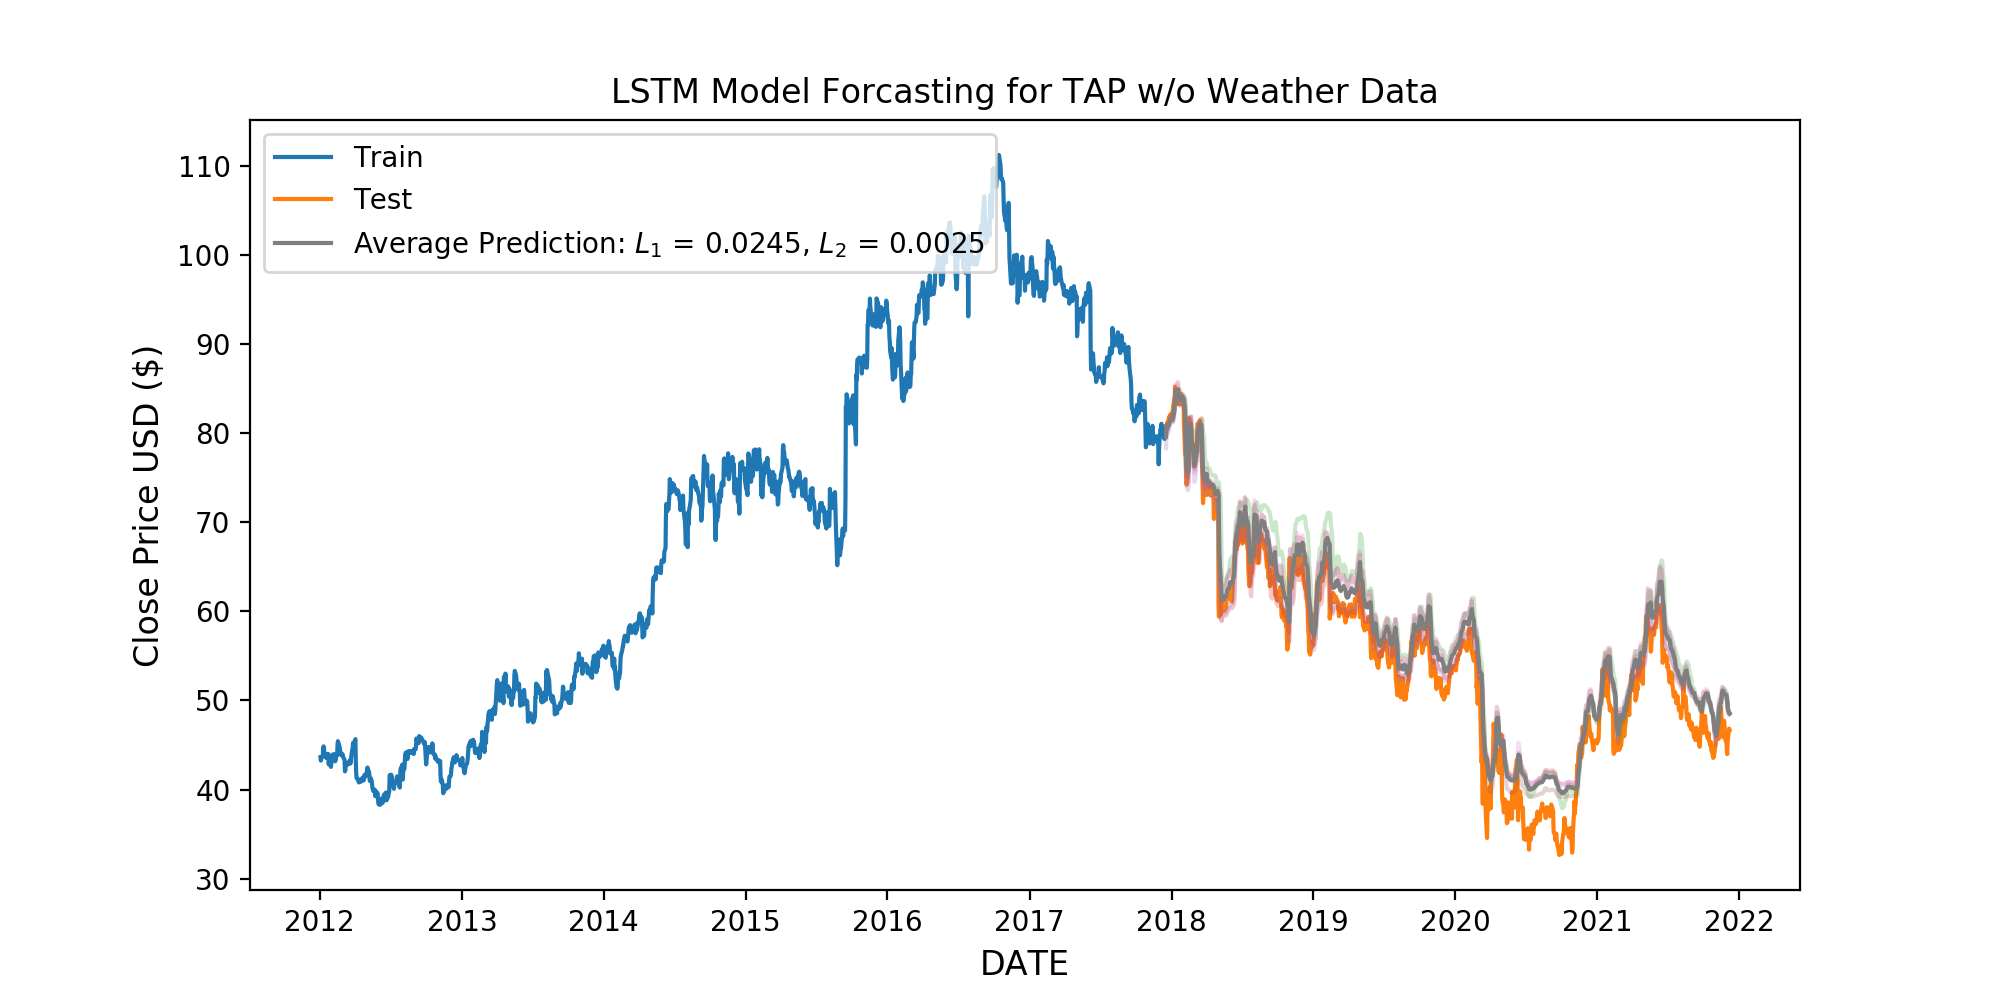 LSTM Model Forcasting for TAP w/o Weather Data
Train
Test
Average Prediction: L₁ = 0.0245, L₂ = 0.0025
Close Price USD ($)
110
100
90
80
70
60
50
40
30
2012 2013 2014 2015 2016 2017 2018 2019 2020 2021 2022
DATE